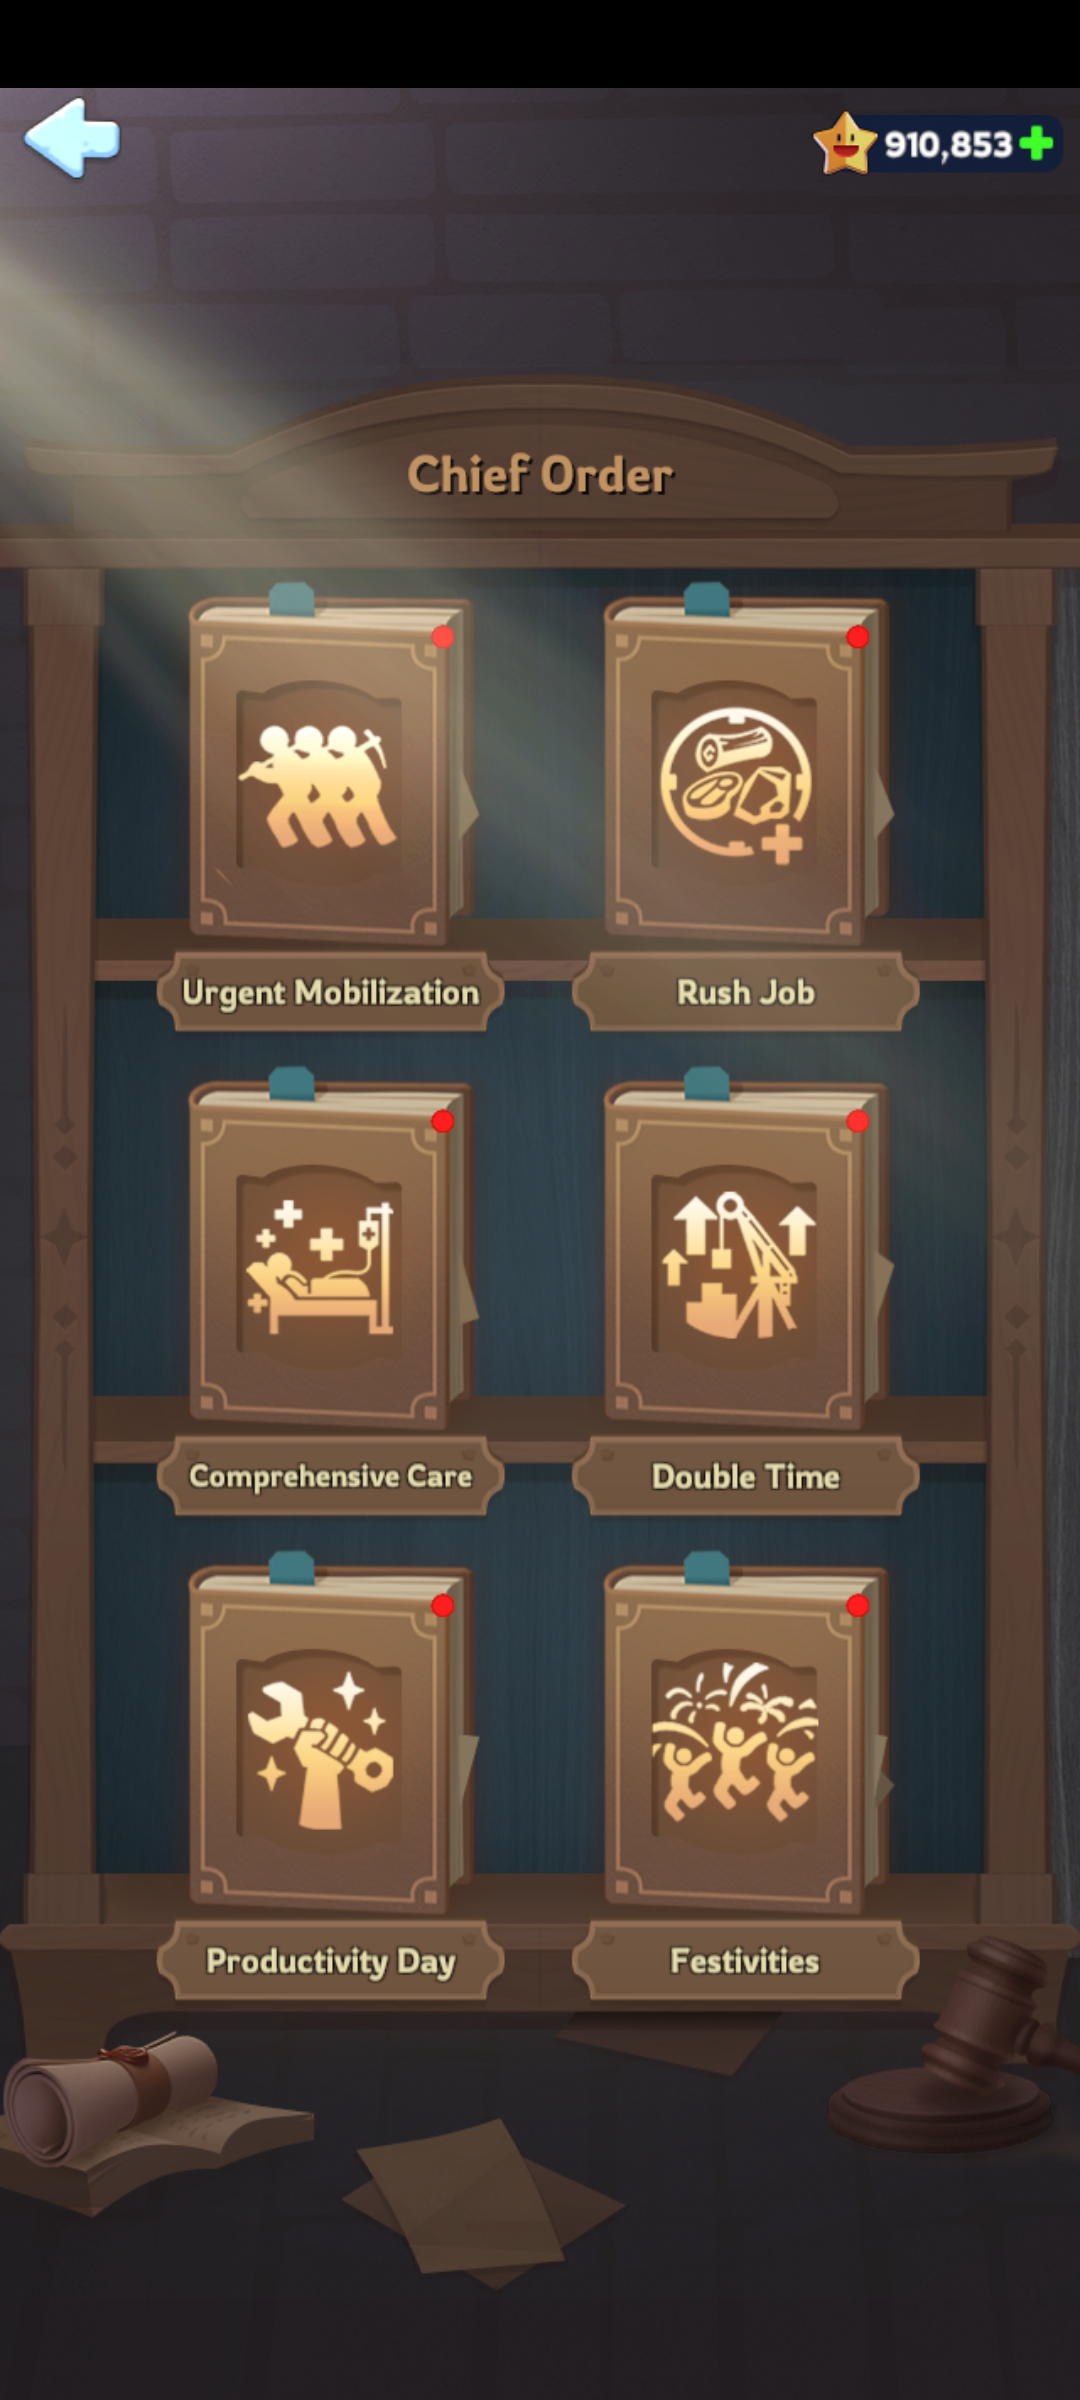 910,853
Chief Order
Urgent Mobilization
Rush Job
Comprehensive Care
Double Time
Productivity Day
Festivities